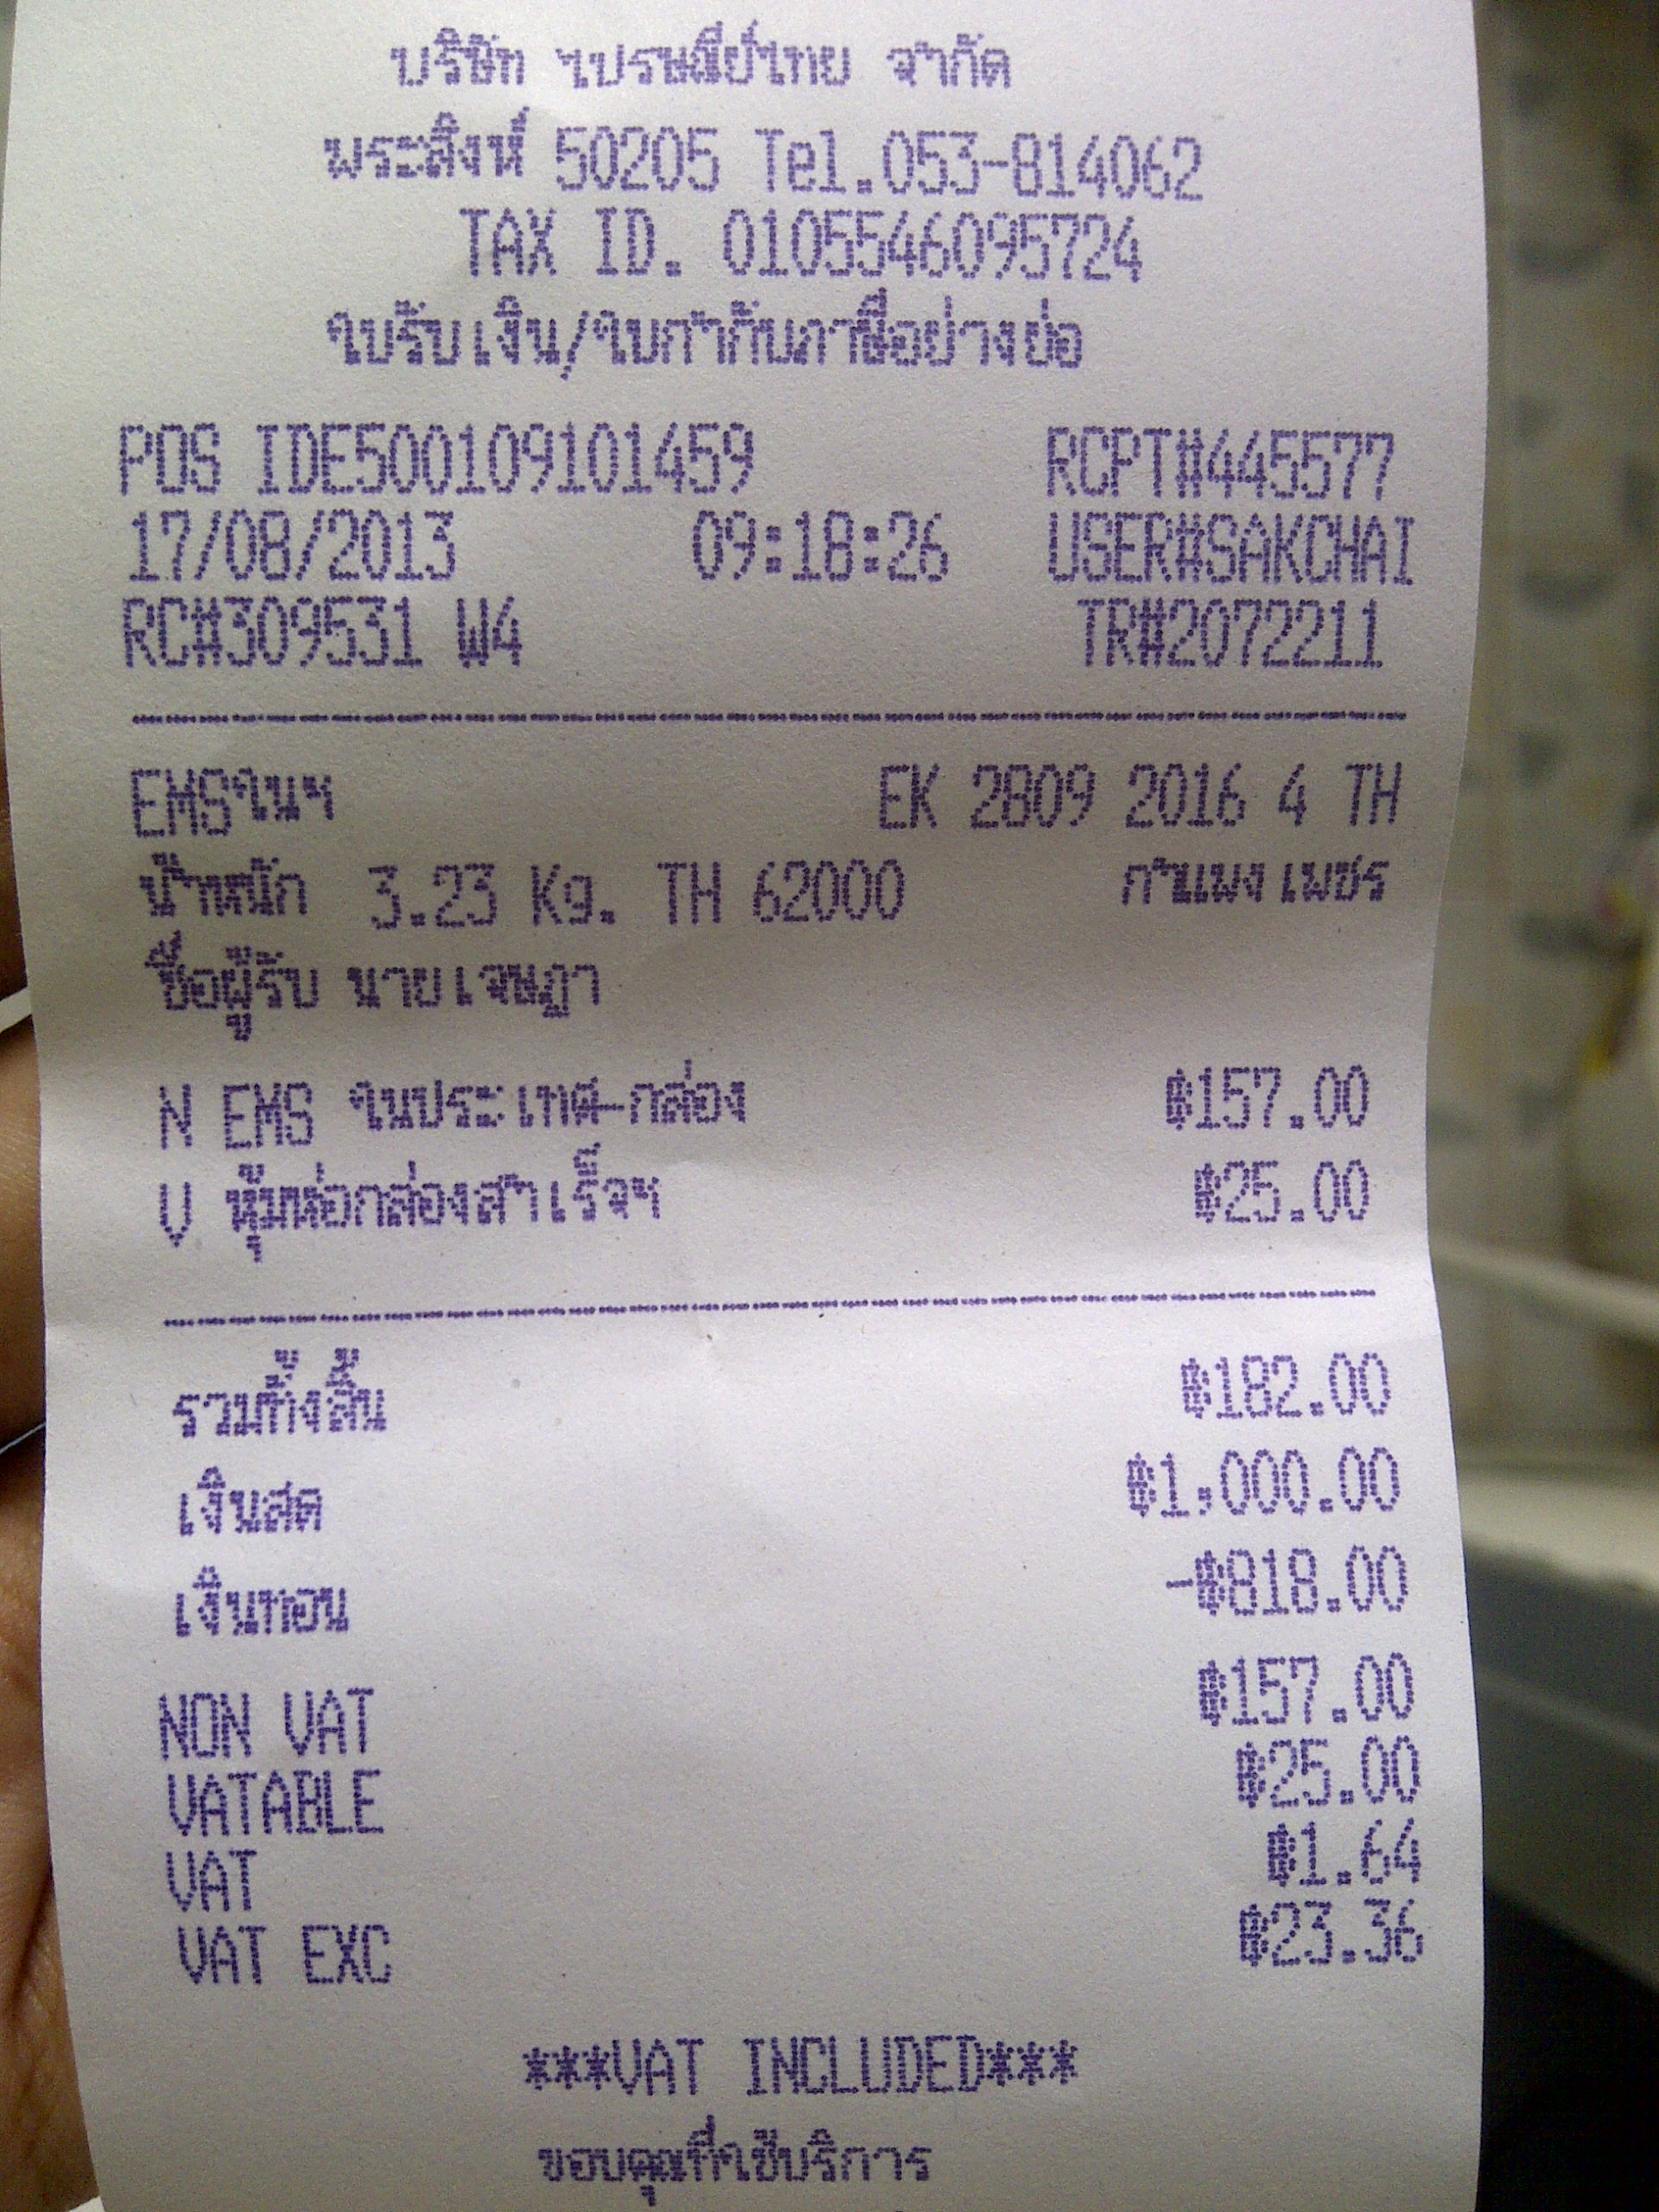 บริษัท ไปรษณีย์ไทย จำกัด
พระสิงห์ 50205 Tel.053-814062
TAX ID. 0105546095724
ใบรับเงิน/ใบกำกับภาษีอย่างย่อ
POS IDE500109101459 RCPT#445577
17/08/2013 09:18:26 USER#SAKCHAI
RC#309531 W4 TR#2072211
EMSในฯ EK 2809 2016 4 TH
น้ำหนัก 3.23 Kg. TH 62000 กำแพงเพชร
ชื่อผู้รับ นายเจษฎา
N EMS ในประเทศ-กล่อง ฿157.00
V หุ้มห่อกล่องสำเร็จฯ ฿25.00
รวมทั้งสิ้น ฿182.00
เงินสด ฿1,000.00
เงินทอน -฿818.00
NON VAT ฿157.00
VATABLE ฿25.00
VAT ฿1.64
VAT EXC ฿23.36
***VAT INCLUDED***
ขอบคุณที่ใช้บริการ